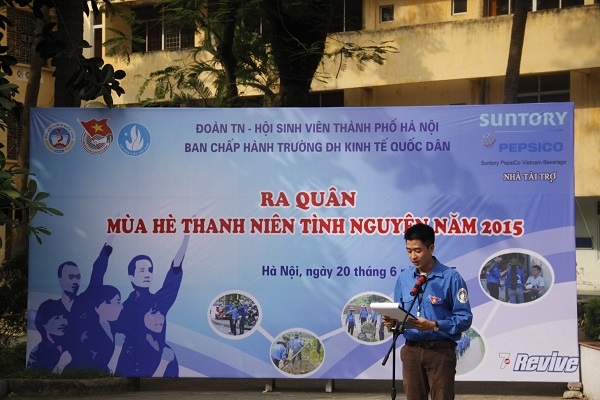 ĐOÀN TN - HỘI SINH VIÊN THÀNH PHỐ HÀ NỘI
BAN CHẤP HÀNH TRƯỜNG ĐH KINH TẾ QUỐC DÂN
SUNTORY
PEPSICO
Suntory PepsiCo Vietnam Beverage
NHÀ TÀI TRỢ
RA QUÂN
MÙA HÈ THANH NIÊN TÌNH NGUYỆN NĂM 2015
Hà Nội, ngày 20 tháng 6
7 Revive